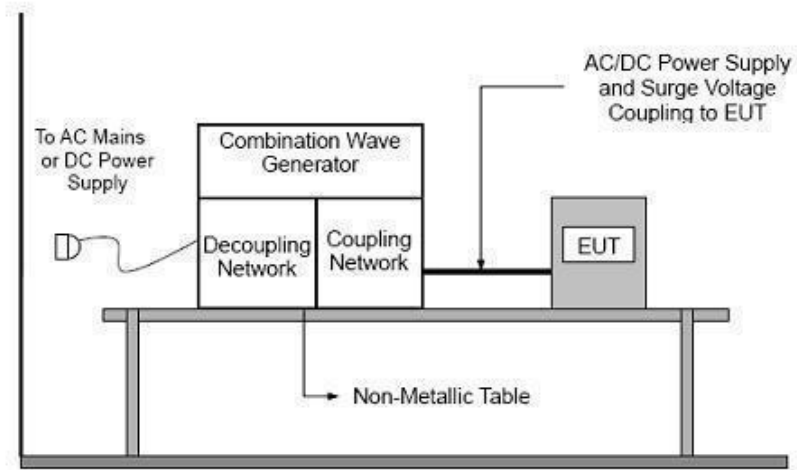 AC/DC Power Supply
and Surge Voltage
Coupling to EUT
To AC Mains
or DC Power
Supply
Combination Wave
Generator
Decoupling
Network
Coupling
Network
EUT
Non-Metallic Table